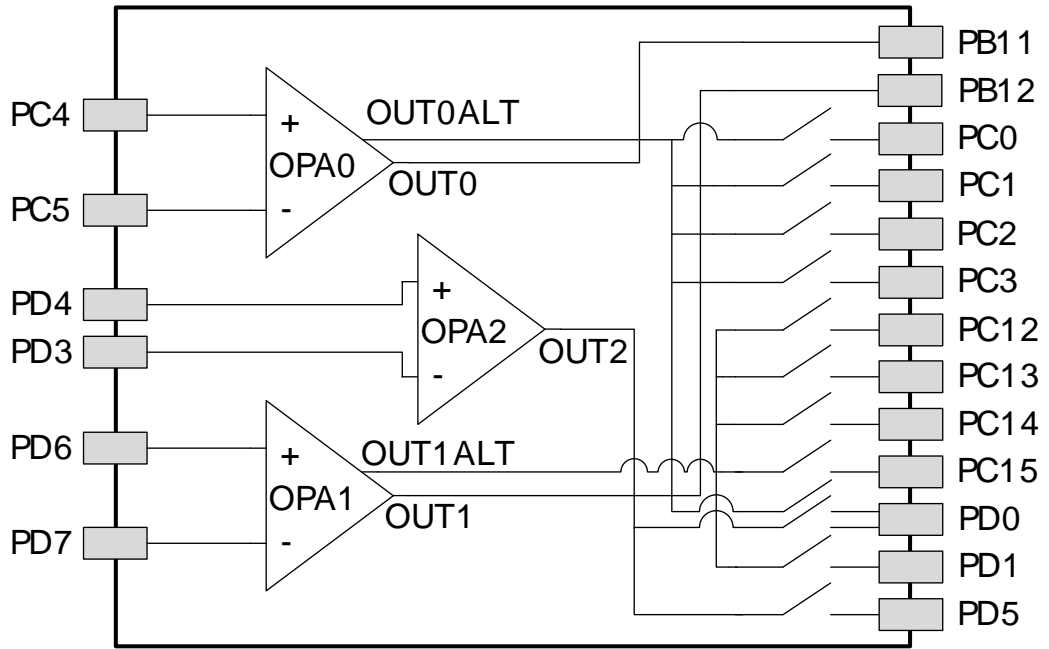 PB11
PB12
PC4
+
OUT0ALT
PC0
OPA0
OUT0
PC1
PC5
-
PC2
PC3
PD4
+
OPA2
PC12
PD3
OUT2
-
PC13
PC14
PD6
+
OUT1ALT
PC15
OPA1
OUT1
PD0
PD7
-
PD1
PD5